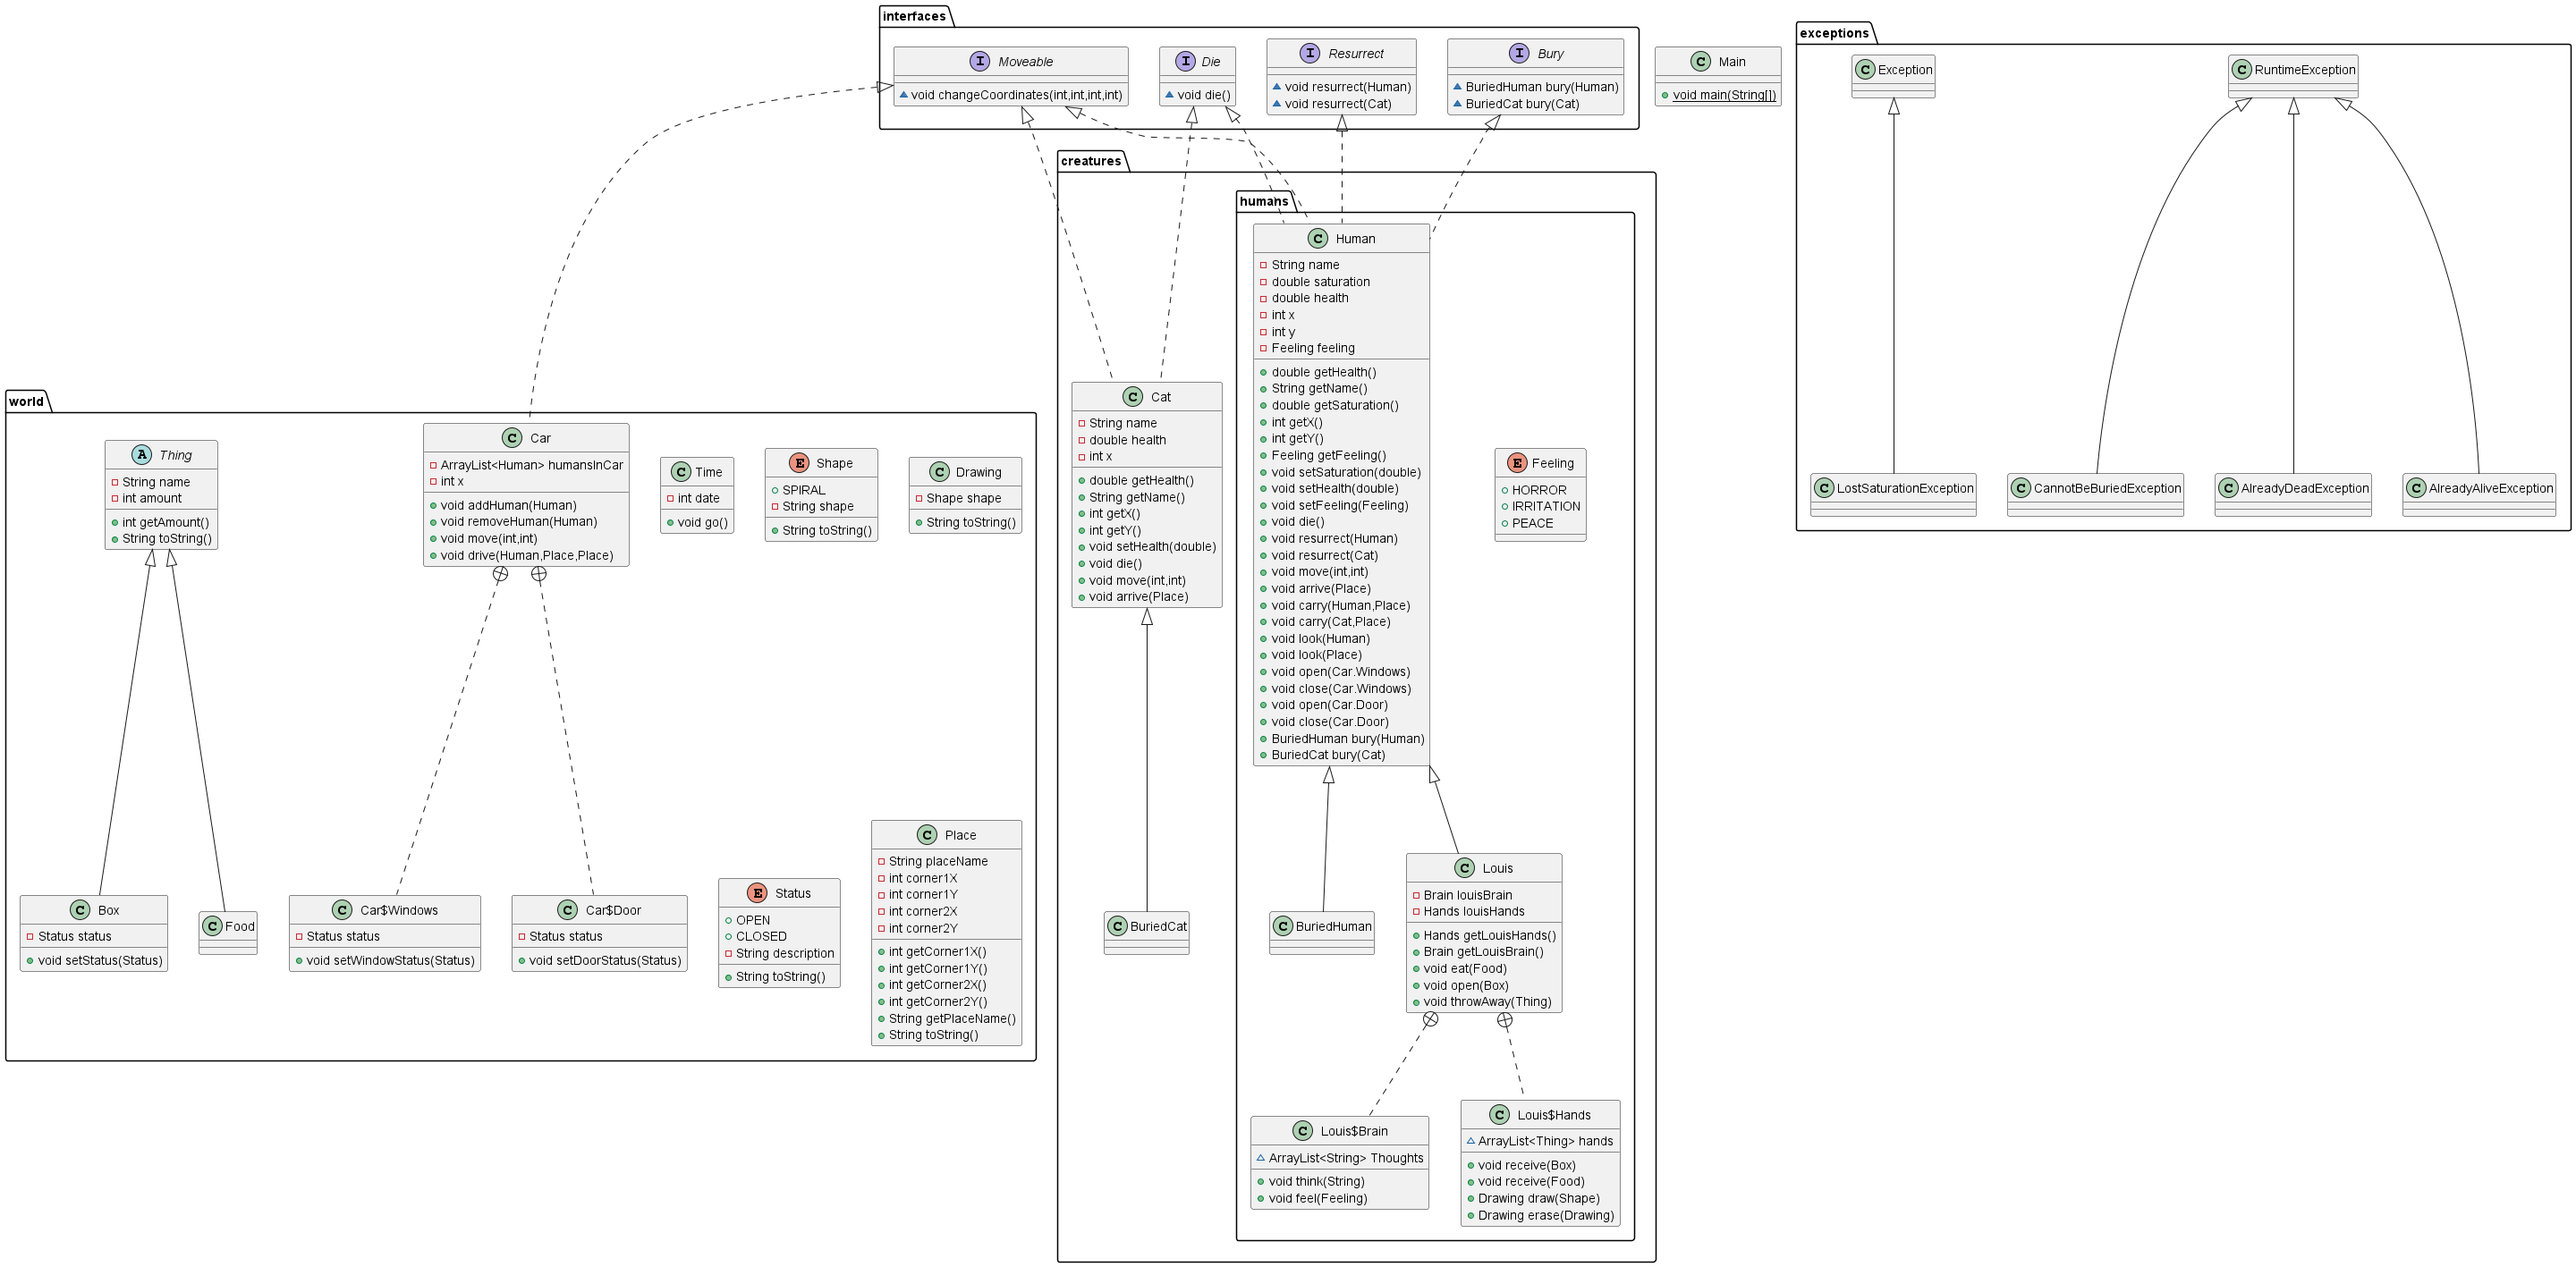 interfaces
I Moveable
void changeCoordinates(int,int,int,int)
I Die
void die()
I Resurrect
void resurrect(Human)
void resurrect(Cat)
I Bury
BuriedHuman bury(Human)
BuriedCat bury(Cat)
C Main
void main(String[])
exceptions
C Exception
C RuntimeException
C LostSaturationException
C CannotBeBuriedException
C AlreadyDeadException
C AlreadyAliveException
creatures
C Cat
String name
double health
int x
double getHealth()
String getName()
int getX()
int getY()
void setHealth(double)
void die()
void move(int,int)
void arrive(Place)
C BuriedCat
humans
C Human
String name
double saturation
double health
int x
int y
Feeling feeling
double getHealth()
String getName()
double getSaturation()
int getX()
int getY()
Feeling getFeeling()
void setSaturation(double)
void setHealth(double)
void setFeeling(Feeling)
void die()
void resurrect(Human)
void resurrect(Cat)
void move(int,int)
void arrive(Place)
void carry(Human,Place)
void carry(Cat,Place)
void look(Human)
void look(Place)
void open(Car.Windows)
void close(Car.Windows)
void open(Car.Door)
void close(Car.Door)
BuriedHuman bury(Human)
BuriedCat bury(Cat)
E Feeling
HORROR
IRRITATION
PEACE
C BuriedHuman
C Louis
Brain louisBrain
Hands louisHands
Hands getLouisHands()
Brain getLouisBrain()
void eat(Food)
void open(Box)
void throwAway(Thing)
C Louis$Brain
ArrayList<String> Thoughts
void think(String)
void feel(Feeling)
C Louis$Hands
ArrayList<Thing> hands
void receive(Box)
void receive(Food)
Drawing draw(Shape)
Drawing erase(Drawing)
world
A Thing
String name
int amount
int getAmount()
String toString()
C Car
ArrayList<Human> humansInCar
int x
void addHuman(Human)
void removeHuman(Human)
void move(int,int)
void drive(Human,Place,Place)
C Time
int date
void go()
E Shape
SPIRAL
String shape
String toString()
C Drawing
Shape shape
String toString()
C Box
Status status
void setStatus(Status)
C Food
C Car$Windows
Status status
void setWindowStatus(Status)
C Car$Door
Status status
void setDoorStatus(Status)
E Status
OPEN
CLOSED
String description
String toString()
C Place
String placeName
int corner1X
int corner1Y
int corner2X
int corner2Y
int getCorner1X()
int getCorner1Y()
int getCorner2X()
int getCorner2Y()
String getPlaceName()
String toString()